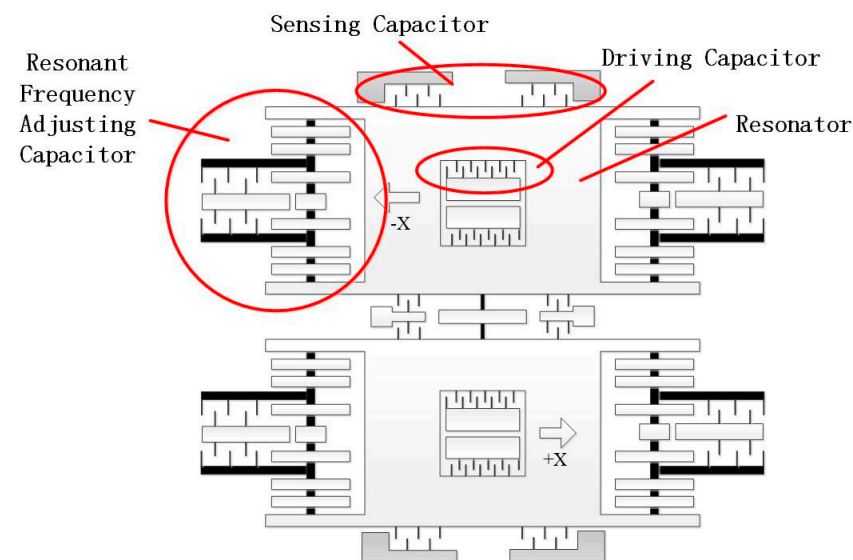 Sensing Capacitor
Driving Capacitor
Resonant
Frequency
Adjusting
Capacitor
Resonator
-X
+X